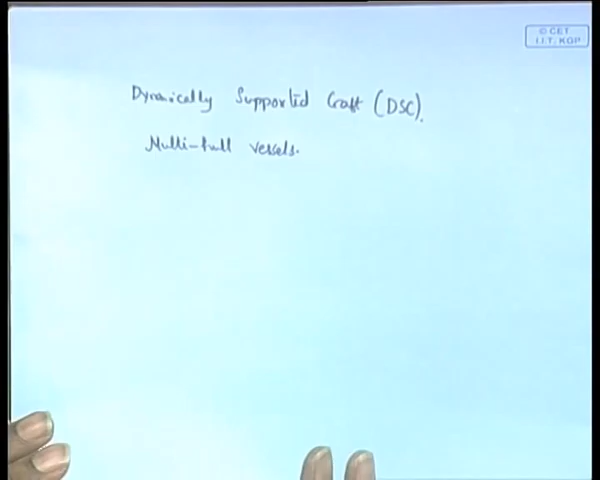 © CET
I.I.T. KGP
Dynamically Supported Craft (DSC).
Multi-hull vessels.